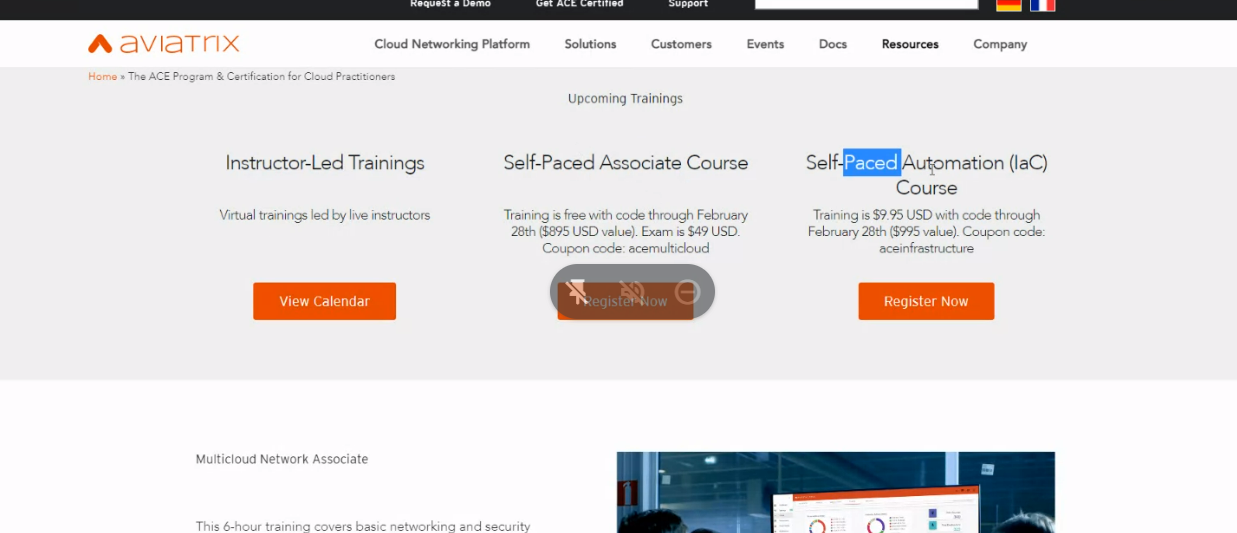 Request a Demo Get ACE Certified Support
aviatrix
Cloud Networking Platform Solutions Customers Events Docs Resources Company
Home » The ACE Program & Certification for Cloud Practitioners
Upcoming Trainings
Instructor-Led Trainings
Virtual trainings led by live instructors
View Calendar
Self-Paced Associate Course
Training is free with code through February
28th ($895 USD value). Exam is $49 USD.
Coupon code: acemulticloud
Register Now
Self-Paced Automation (IaC)
Course
Training is $9.95 USD with code through
February 28th ($995 value). Coupon code:
aceinfrastructure
Register Now
Multicloud Network Associate
This 6-hour training covers basic networking and security